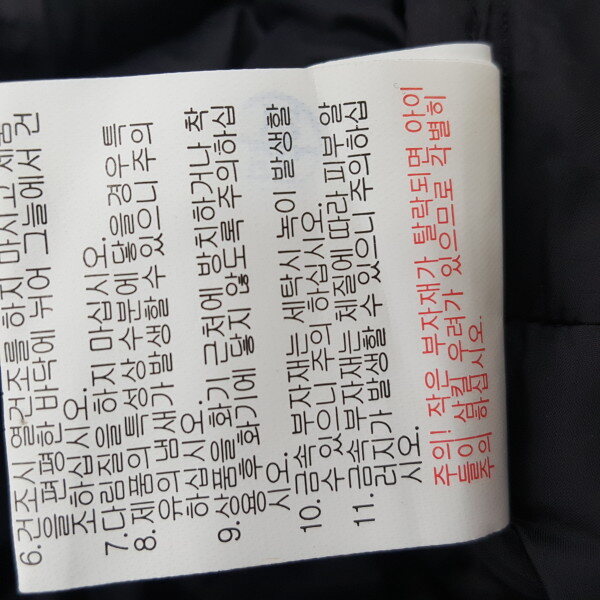 6. 건조시 열건조를 하지 마시고 제품
을 편평한 바닥에 뉘어 그늘에서 건
조하십시오.
7. 다림질을 하지 마십시오.
8. 제품의 특성상 수분에 닿을 경우 특
유의 냄새가 발생할 수 있으니 주의
하십시오.
9. 상품을 화기 근처에 방치하거나 착
용후 화기에 닿지 않도록 주의하십
시오.
10. 금속 부자재는 세탁시 녹이 발생할
수 있으니 주의 하십시오.
11. 금속부자재는 체질에 따라 피부 알
러지가 발생할 수 있으니 주의하십
시오.
주의! 작은 부자재가 탈락되면 아이
들이 삼킬 우려가 있으므로 각별히
주의 하십시오.